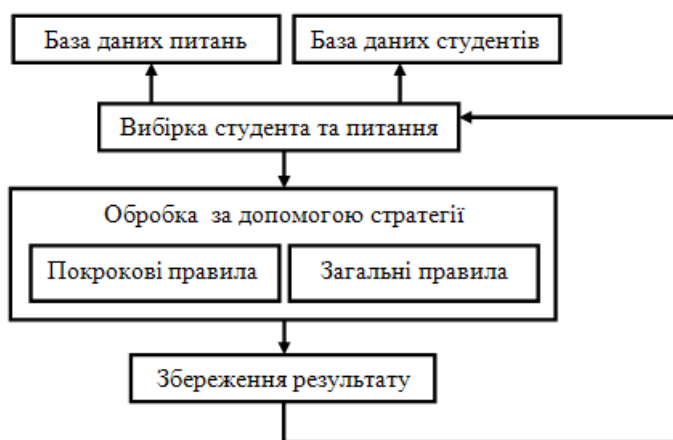 База даних питань
База даних студентів
Вибірка студента та питання
Обробка за допомогою стратегії
Покрокові правила
Загальні правила
Збереження результату